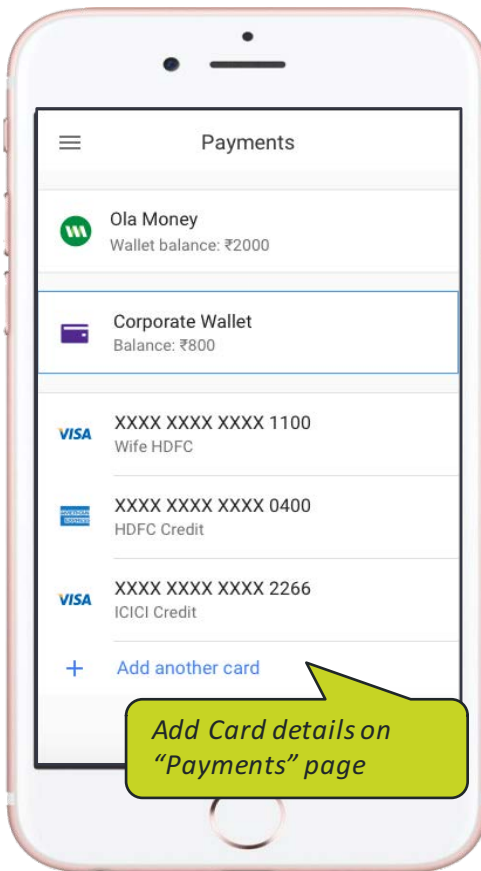 Payments
Ola Money
Wallet balance: ₹2000
Corporate Wallet
Balance: ₹800
VISA XXXX XXXX XXXX 1100
Wife HDFC
AMERICAN EXPRESS XXXX XXXX XXXX 0400
HDFC Credit
VISA XXXX XXXX XXXX 2266
ICICI Credit
+ Add another card
Add Card details on
“Payments” page